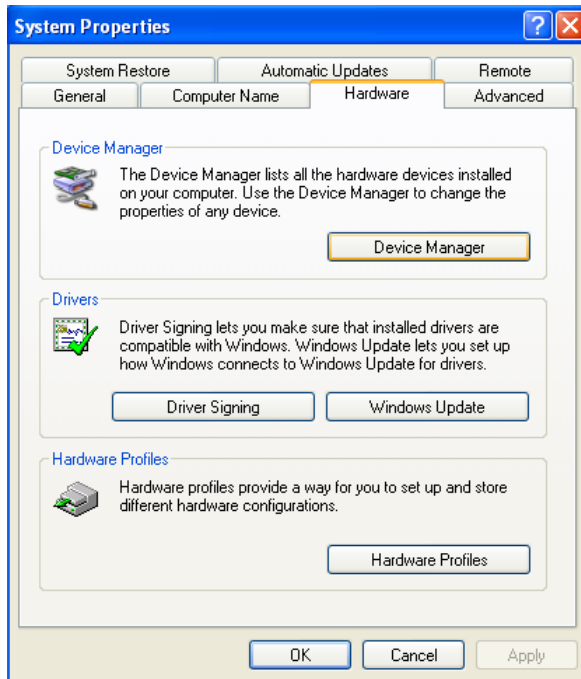 System Properties
System Restore Automatic Updates Remote
General Computer Name Hardware Advanced
Device Manager
The Device Manager lists all the hardware devices installed
on your computer. Use the Device Manager to change the
properties of any device.
Device Manager
Drivers
Driver Signing lets you make sure that installed drivers are
compatible with Windows. Windows Update lets you set up
how Windows connects to Windows Update for drivers.
Driver Signing Windows Update
Hardware Profiles
Hardware profiles provide a way for you to set up and store
different hardware configurations.
Hardware Profiles
OK Cancel Apply